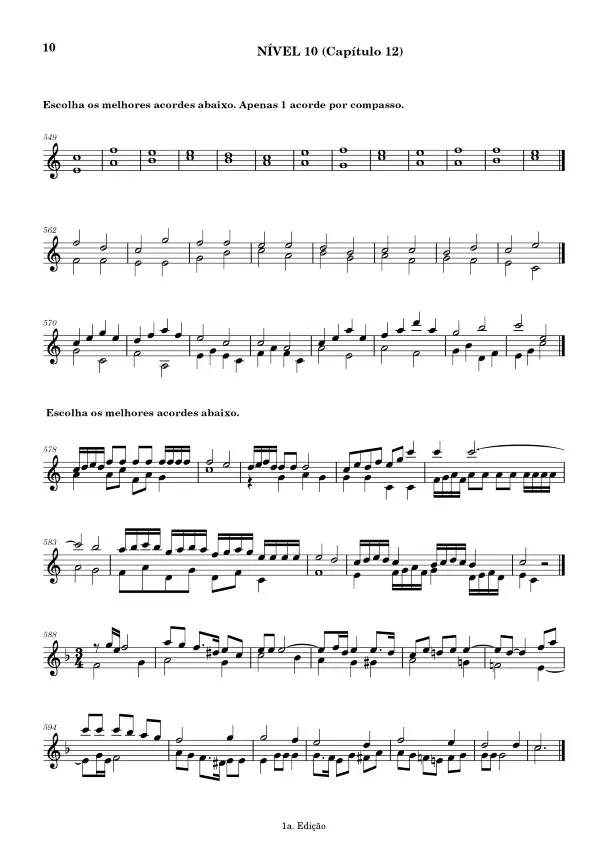 10
NÍVEL 10 (Capítulo 12)
Escolha os melhores acordes abaixo. Apenas 1 acorde por compasso.
549
562
570
Escolha os melhores acordes abaixo.
578
583
588
3
4
594
1a. Edição